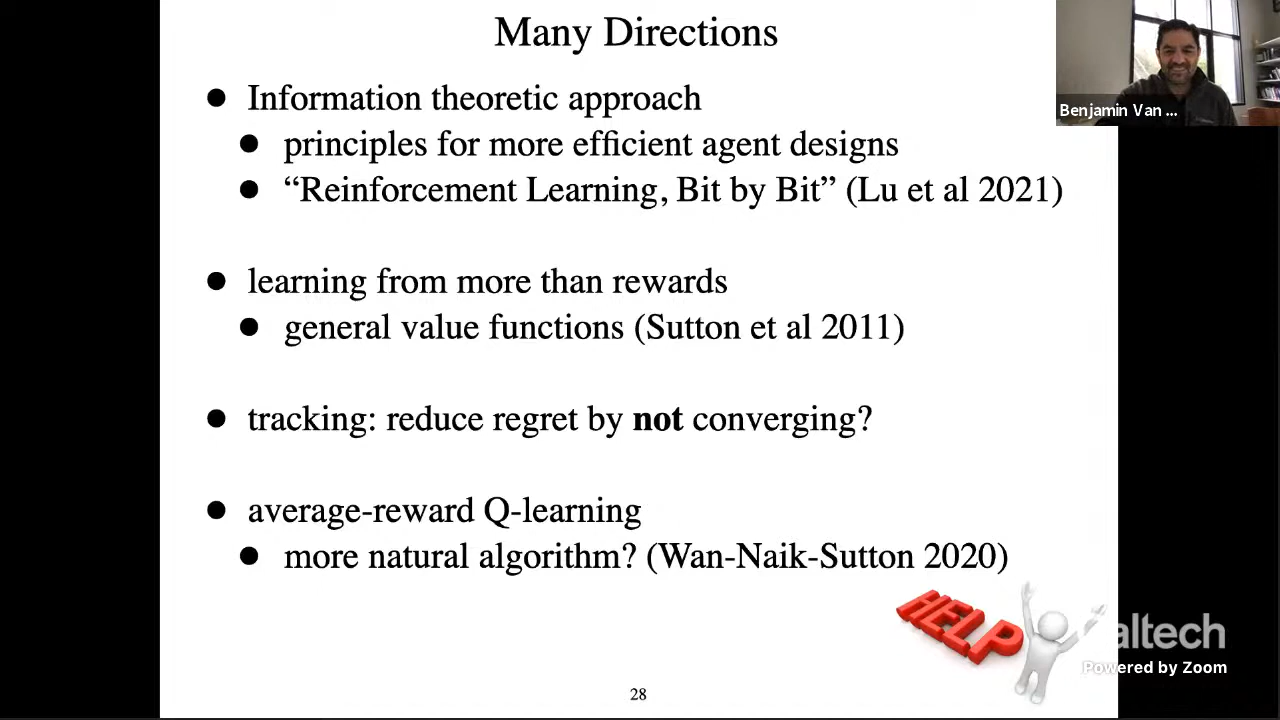 Many Directions
Benjamin Van ...
● Information theoretic approach
● principles for more efficient agent designs
● “Reinforcement Learning, Bit by Bit” (Lu et al 2021)
● learning from more than rewards
● general value functions (Sutton et al 2011)
● tracking: reduce regret by not converging?
● average-reward Q-learning
● more natural algorithm? (Wan-Naik-Sutton 2020)
HELP
altech
Powered by Zoom
28